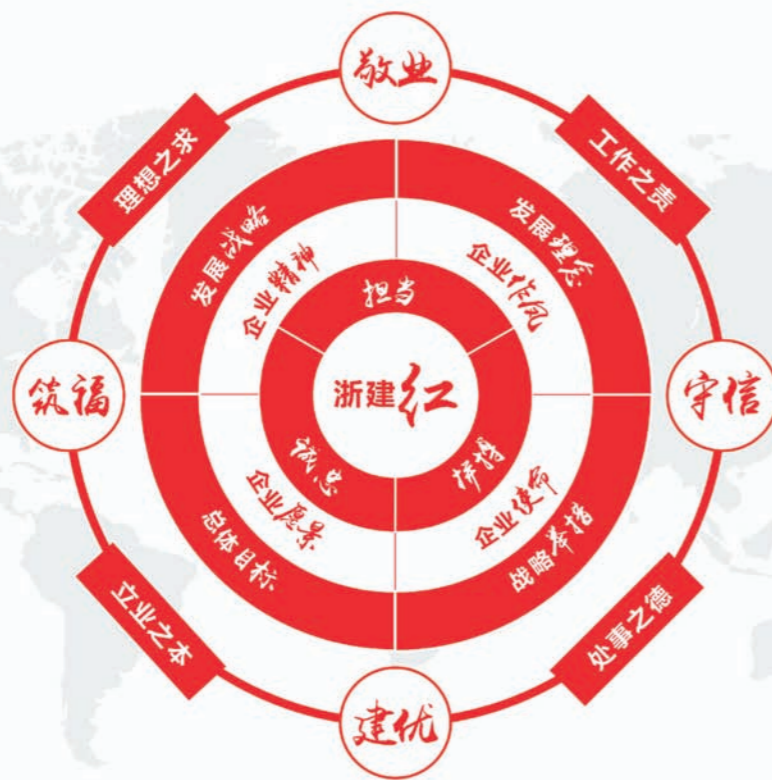 敬业
理想之求
工作之责
发展战略
发展理念
企业精神
企业作风
担当
筑福
浙建红
守信
诚忠
拼搏
企业愿景
企业使命
总体目标
战略举措
立业之本
处事之德
建优